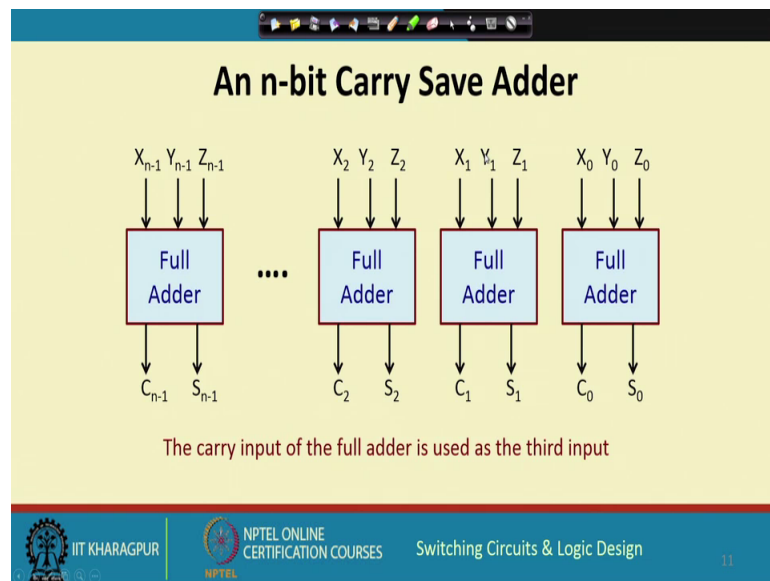 An n-bit Carry Save Adder
Xn-1 Yn-1 Zn-1 X2 Y2 Z2 X1 Y1 Z1 X0 Y0 Z0
Full Adder
....
Full Adder
Full Adder
Full Adder
Cn-1 Sn-1 C2 S2 C1 S1 C0 S0
The carry input of the full adder is used as the third input
IIT KHARAGPUR
NPTEL
NPTEL ONLINE
CERTIFICATION COURSES
Switching Circuits & Logic Design
11